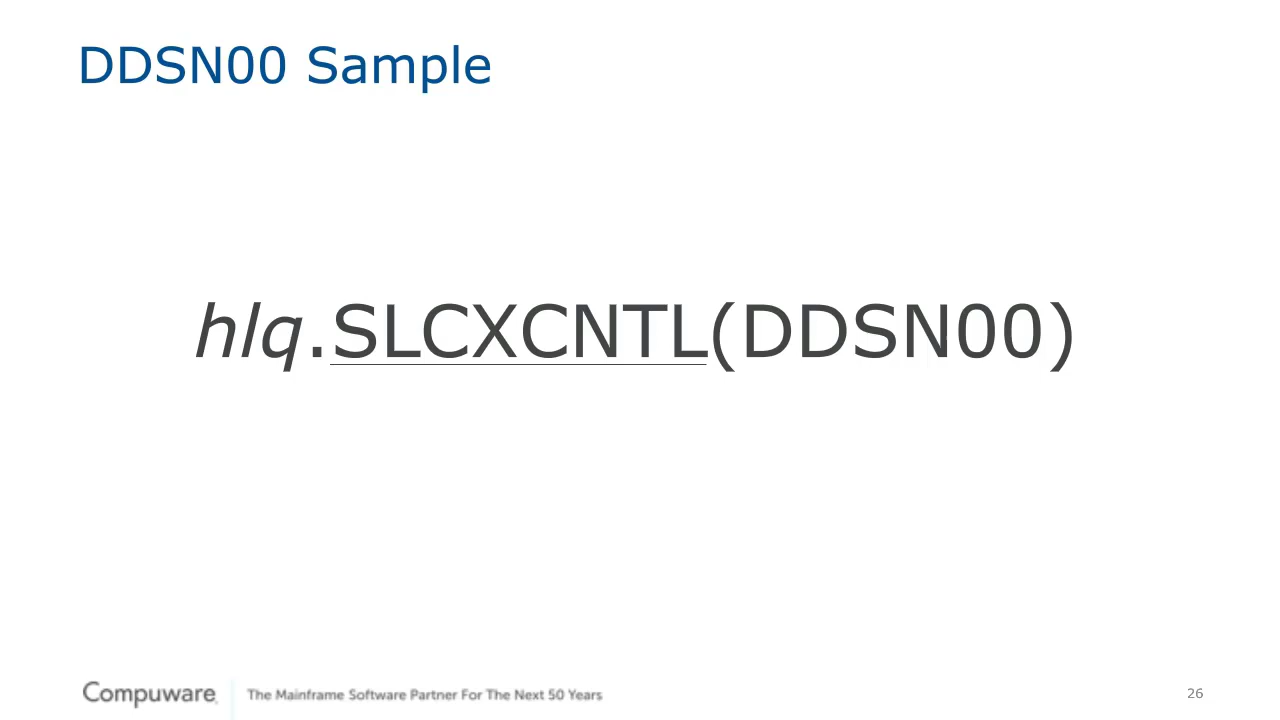 DDSN00 Sample
hlq.SLCXCNTL(DDSN00)
Compuware
The Mainframe Software Partner For The Next 50 Years
26